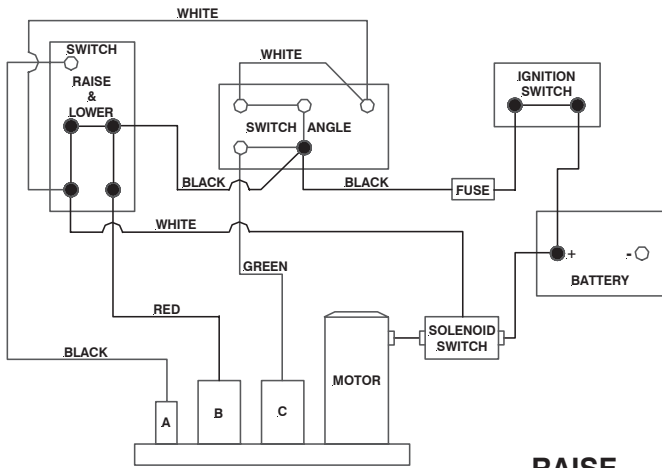 WHITE
SWITCH
RAISE
&
LOWER
WHITE
SWITCH ANGLE
IGNITION
SWITCH
BLACK
BLACK
FUSE
WHITE
GREEN
+
-
BATTERY
RED
SOLENOID
SWITCH
BLACK
MOTOR
A
B
C
RAISE